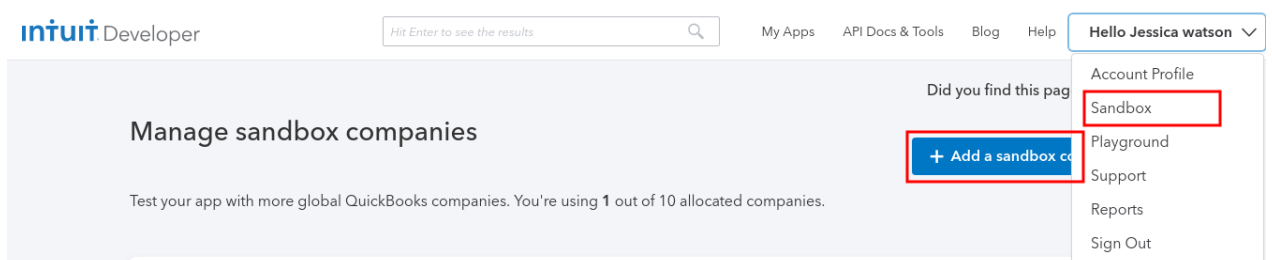 ıntuıt Developer
Hit Enter to see the results
My Apps
API Docs & Tools
Blog
Help
Hello Jessica watson
Account Profile
Sandbox
Playground
Support
Reports
Sign Out
Did you find this pag
Manage sandbox companies
+ Add a sandbox co
Test your app with more global QuickBooks companies. You're using 1 out of 10 allocated companies.